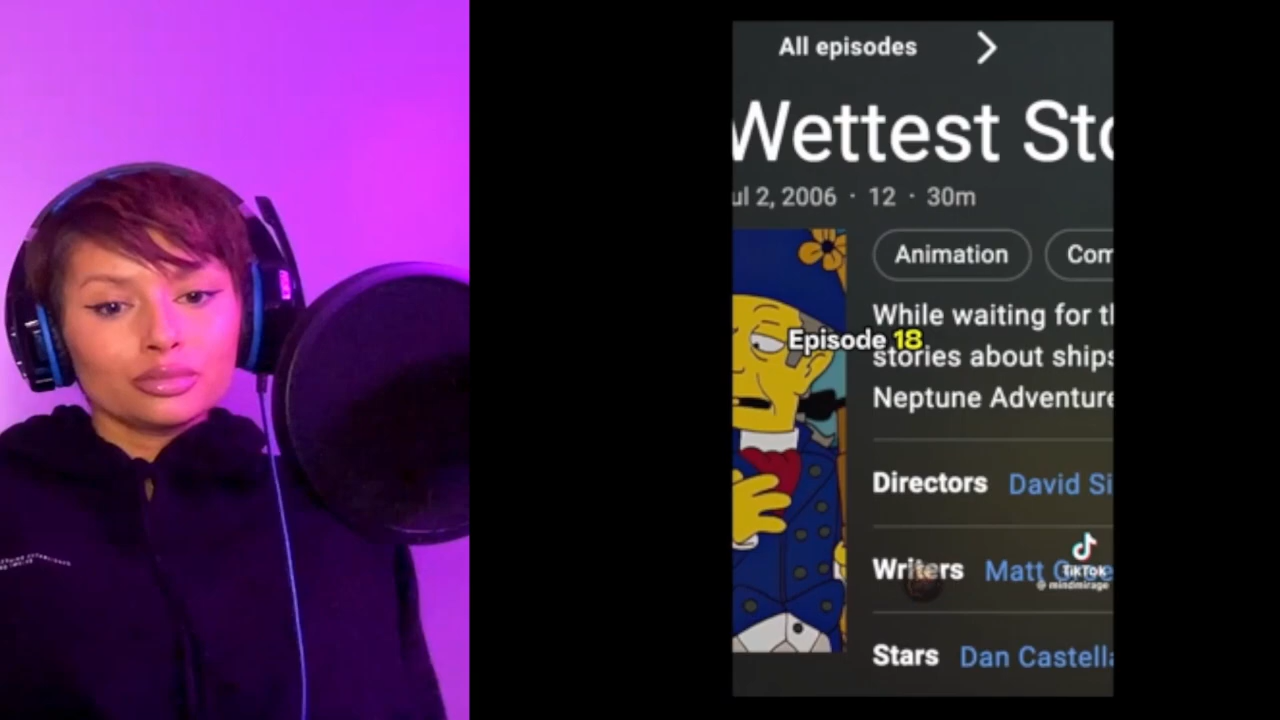 All episodes
Wettest Sto
ul 2, 2006 · 12 · 30m
Animation
Com
While waiting for th
Episode 18
stories about ships
Neptune Adventure
Directors David Si
Writers Matt Groe
TikTok
@ mindmirage
Stars Dan Castella